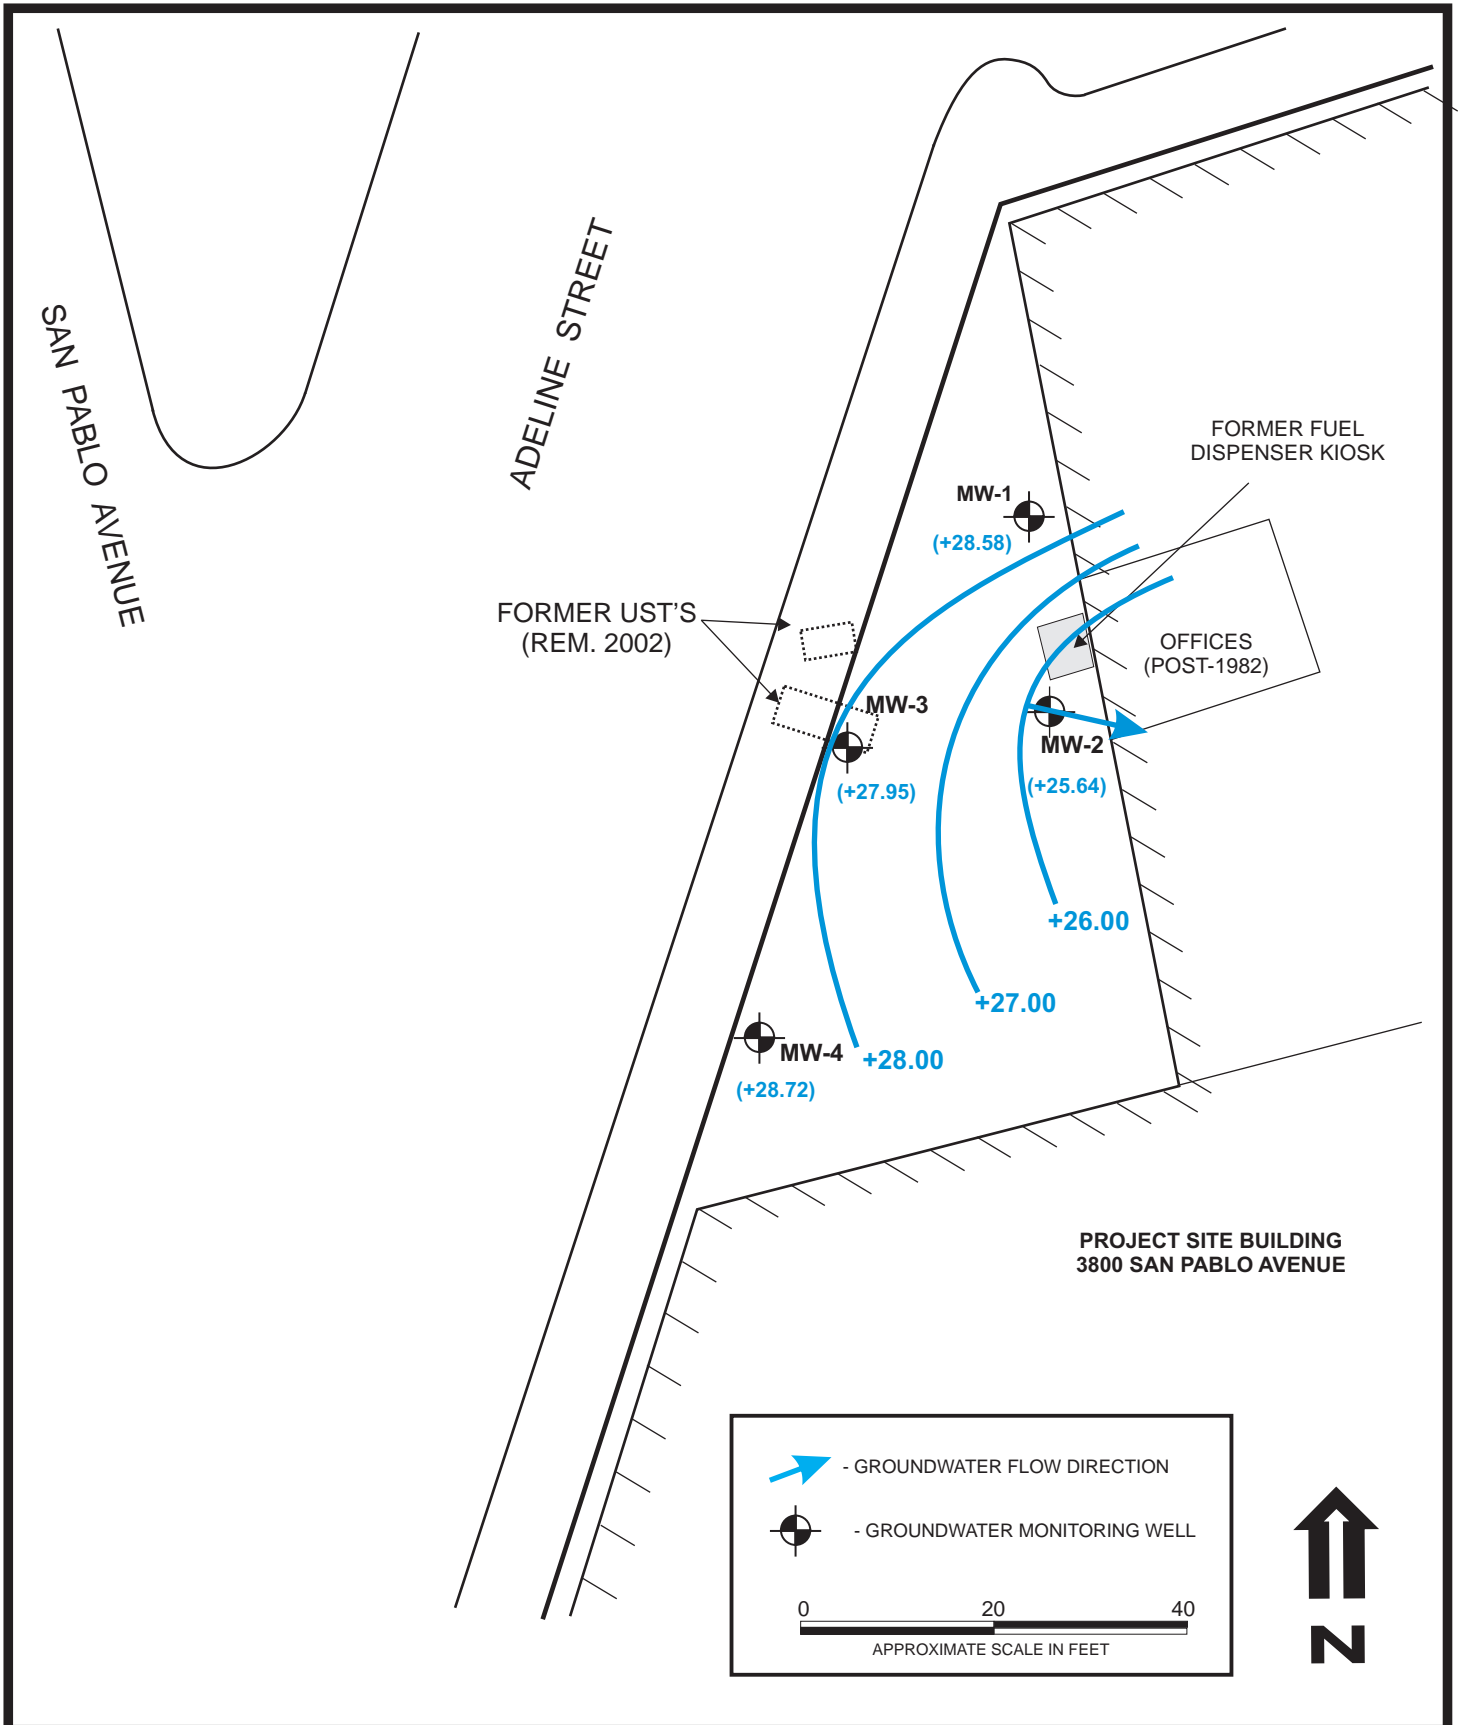 SAN PABLO AVENUE
ADELINE STREET
FORMER FUEL
DISPENSER KIOSK
MW-1
(+28.58)
FORMER UST'S
(REM. 2002)
OFFICES
(POST-1982)
MW-3
(+27.95)
MW-2
(+25.64)
+26.00
+27.00
MW-4
+28.00
(+28.72)
PROJECT SITE BUILDING
3800 SAN PABLO AVENUE
- GROUNDWATER FLOW DIRECTION
- GROUNDWATER MONITORING WELL
0 20 40
APPROXIMATE SCALE IN FEET
N